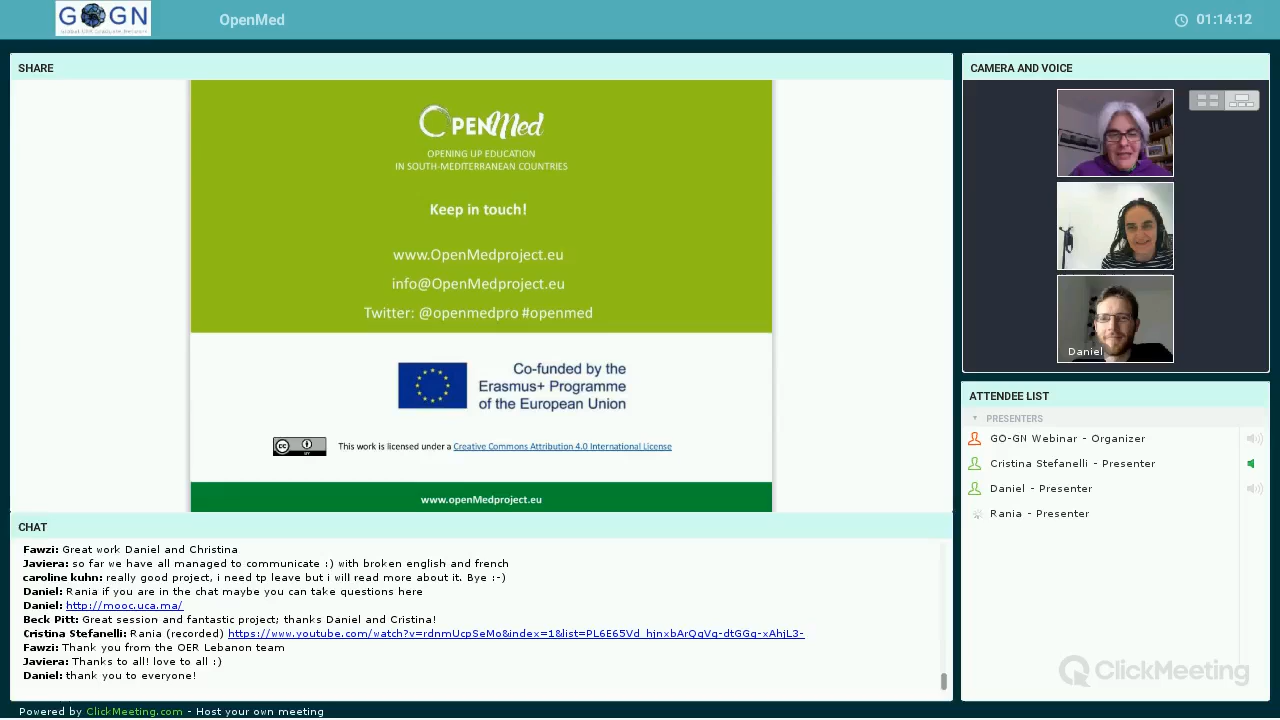 GO GN
OpenMed
01:14:12
SHARE
OPENMed
OPENING UP EDUCATION
IN SOUTH-MEDITERRANEAN COUNTRIES
Keep in touch!
www.OpenMedproject.eu
info@OpenMedproject.eu
Twitter: @openmedpro #openmed
Co-funded by the
Erasmus+ Programme
of the European Union
cc
BY
This work is licensed under a Creative Commons Attribution 4.0 International License
www.openMedproject.eu
CAMERA AND VOICE
Daniel
ATTENDEE LIST
PRESENTERS
GO-GN Webinar - Organizer
Cristina Stefanelli - Presenter
Daniel - Presenter
Rania - Presenter
CHAT
Fawzi: Great work Daniel and Christina
Javiera: so far we have all managed to communicate :) with broken english and french
caroline kuhn: really good project, i need tp leave but i will read more about it. Bye :-)
Daniel: Rania if you are in the chat maybe you can take questions here
Daniel: http://mooc.uca.ma/
Beck Pitt: Great session and fantastic project; thanks Daniel and Cristina!
Cristina Stefanelli: Rania (recorded) https://www.youtube.com/watch?v=rdnmUcpSeMo&index=1&list=PL6E65Vd_hjnxbArQqVq-dtGGq-xAhjL3-
Fawzi: Thank you from the OER Lebanon team
Javiera: Thanks to all! love to all :)
Daniel: thank you to everyone!
ClickMeeting
Powered by ClickMeeting.com - Host your own meeting